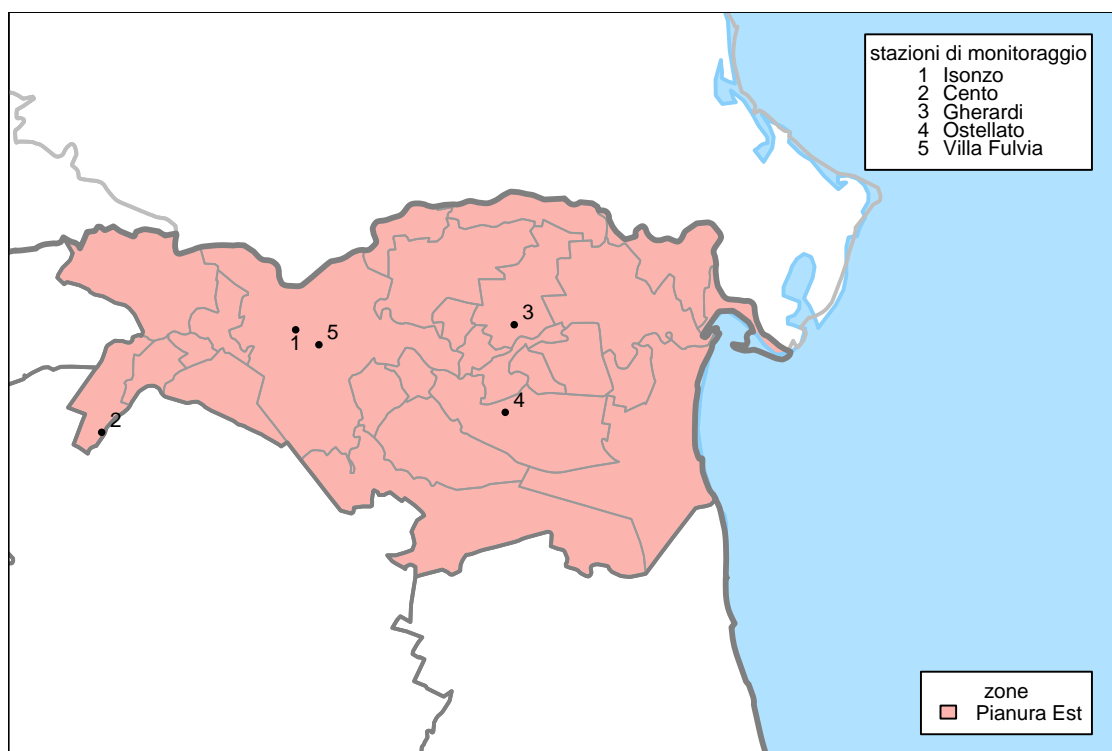 stazioni di monitoraggio
1 Isonzo
2 Cento
3 Gherardi
4 Ostellato
5 Villa Fulvia
3
1
5
4
2
zone
Pianura Est